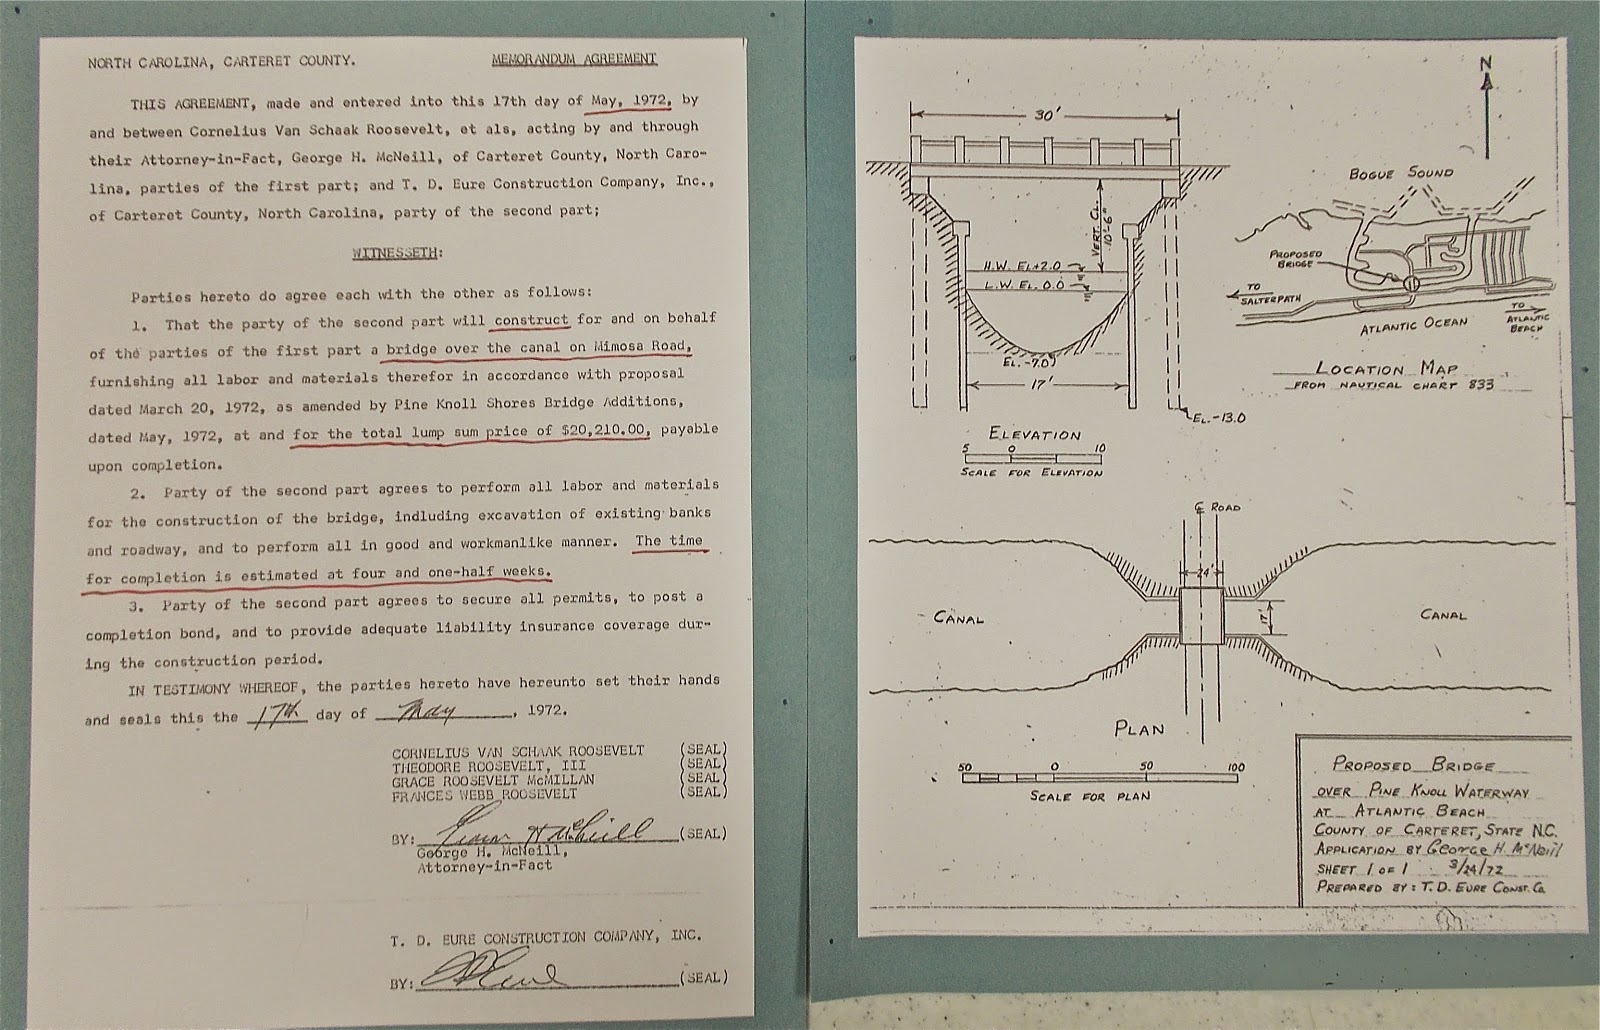 NORTH CAROLINA, CARTERET COUNTY. MEMORANDUM AGREEMENT
THIS AGREEMENT, made and entered into this 17th day of May, 1972, by
and between Cornelius Van Schaak Roosevelt, et als, acting by and through
their Attorney-in-Fact, George H. McNeill, of Carteret County, North Caro-
lina, parties of the first part; and T. D. Eure Construction Company, Inc.,
of Carteret County, North Carolina, party of the second part;
WITNESSETH:
Parties hereto do agree each with the other as follows:
1. That the party of the second part will construct for and on behalf
of the parties of the first part a bridge over the canal on Mimosa Road,
furnishing all labor and materials therefor in accordance with proposal
dated March 20, 1972, as amended by Pine Knoll Shores Bridge Additions,
dated May, 1972, at and for the total lump sum price of $20,210.00, payable
upon completion.
2. Party of the second part agrees to perform all labor and materials
for the construction of the bridge, indluding excavation of existing banks
and roadway, and to perform all in good and workmanlike manner. The time
for completion is estimated at four and one-half weeks.
3. Party of the second part agrees to secure all permits, to post a
completion bond, and to provide adequate liability insurance coverage dur-
ing the construction period.
IN TESTIMONY WHEREOF, the parties hereto have hereunto set their hands
and seals this the 17th day of May, 1972.
CORNELIUS VAN SCHAAK ROOSEVELT (SEAL)
THEODORE ROOSEVELT, III (SEAL)
GRACE ROOSEVELT McMILLAN (SEAL)
FRANCES WEBB ROOSEVELT (SEAL)
BY: George H McNeill (SEAL)
George H. McNeill,
Attorney-in-Fact
T. D. EURE CONSTRUCTION COMPANY, INC.
BY: (SEAL)
30'
VERT. CL.
10'-6"
H.W. EL+2.0
L.W. EL. 0.0
EL.-7.0
17'
EL.-13.0
ELEVATION
5 0 10
SCALE FOR ELEVATION
N
BOGUE SOUND
PROPOSED
BRIDGE
TO
SALTERPATH
TO
ATLANTIC
BEACH
ATLANTIC OCEAN
LOCATION MAP
FROM NAUTICAL CHART 833
℄ ROAD
24'
17'
CANAL
CANAL
PLAN
50 0 50 100
SCALE FOR PLAN
PROPOSED BRIDGE
OVER PINE KNOLL WATERWAY
AT ATLANTIC BEACH
COUNTY OF CARTERET, STATE N.C.
APPLICATION BY George H. McNeill
SHEET 1 OF 1 3/24/72
PREPARED BY: T. D. EURE CONST. CO.